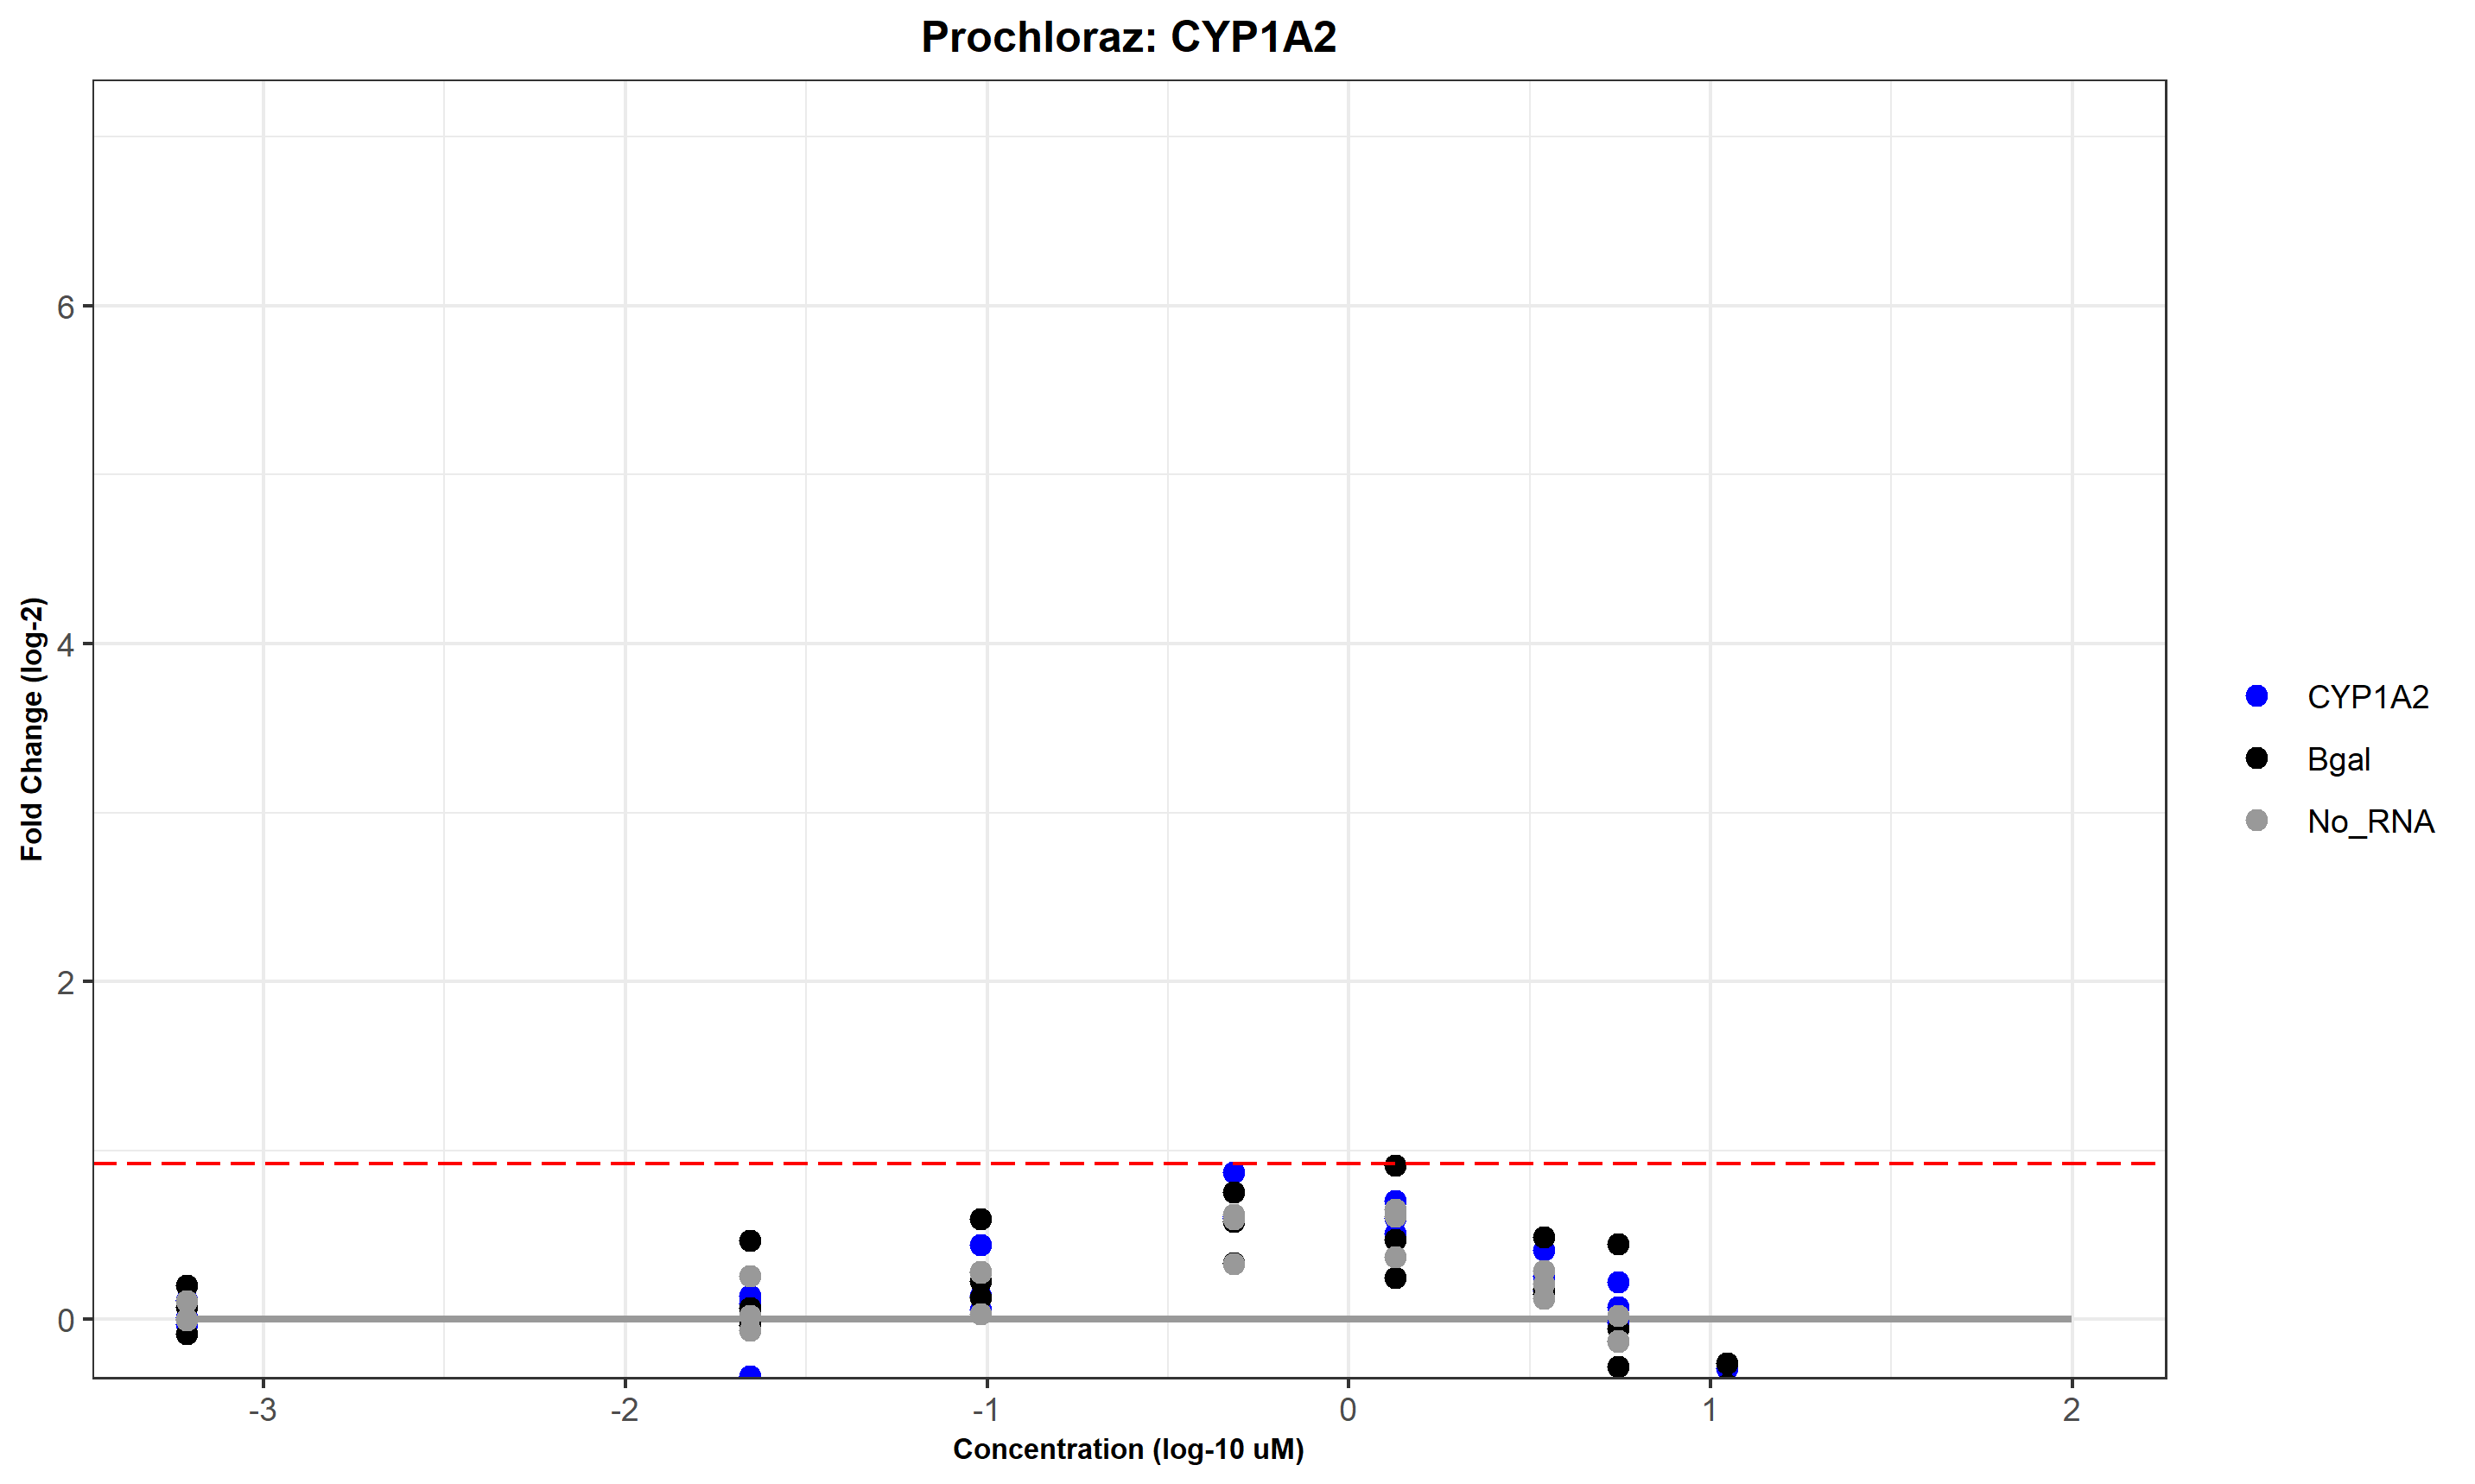 Prochloraz: CYP1A2
Fold Change (log-2)
6
4
2
0
-3
-2
-1
0
1
2
Concentration (log-10 uM)
CYP1A2
Bgal
No_RNA